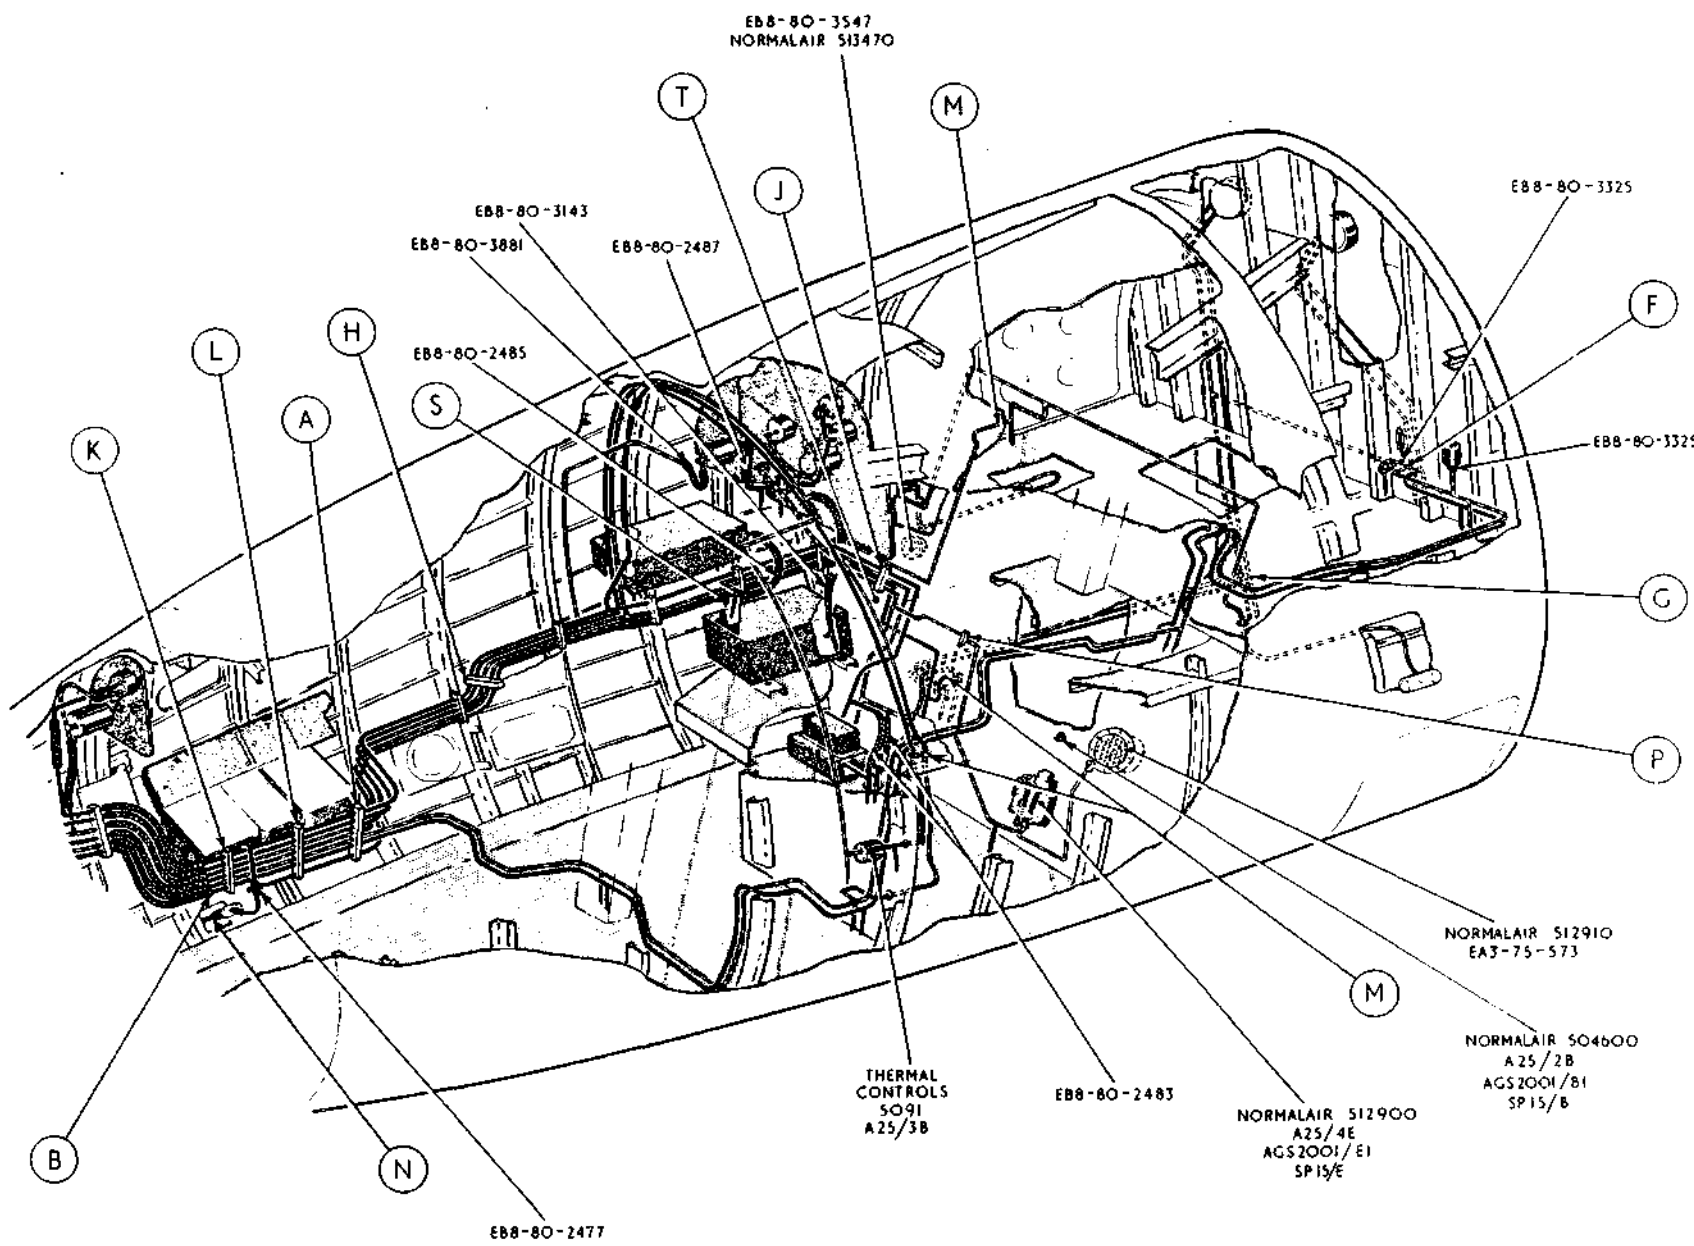 EB8-80-3547
NORMALAIR 513470
T
M
J
EB8-80-3325
EB8-80-3143
EB8-80-3881
EB8-80-2487
F
H
L
EB8-80-2485
S
A
K
EB8-80-3325
G
P
NORMALAIR 512910
EA3-75-573
M
NORMALAIR 504600
A25/2B
AGS2001/B1
SP15/B
THERMAL
CONTROLS
5091
A25/3B
EB8-80-2483
NORMALAIR 512900
A25/4E
AGS2001/E1
SP15/E
B
N
EB8-80-2477